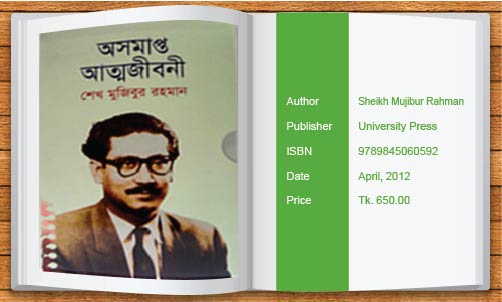 অসমাপ্ত
আত্মজীবনী
শেখ মুজিবুর রহমান
Author Sheikh Mujibur Rahman
Publisher University Press
ISBN 9789845060592
Date April, 2012
Price Tk. 650.00